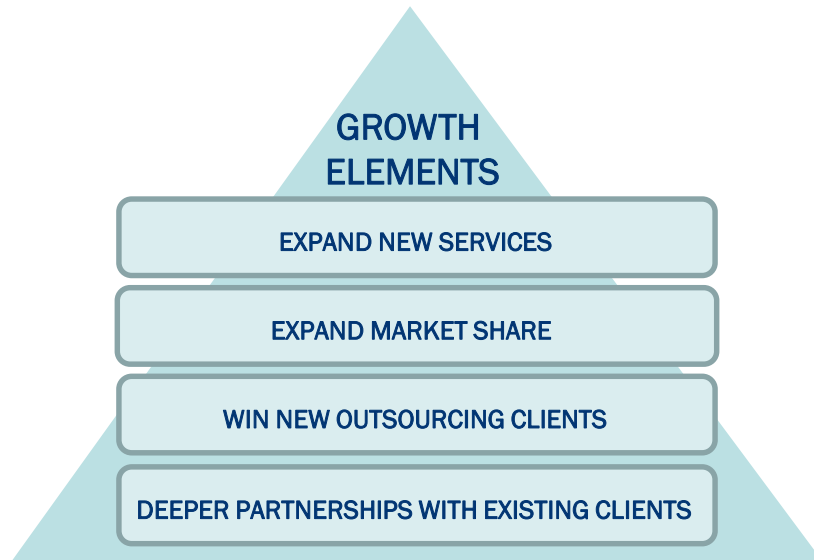 GROWTH
ELEMENTS
EXPAND NEW SERVICES
EXPAND MARKET SHARE
WIN NEW OUTSOURCING CLIENTS
DEEPER PARTNERSHIPS WITH EXISTING CLIENTS